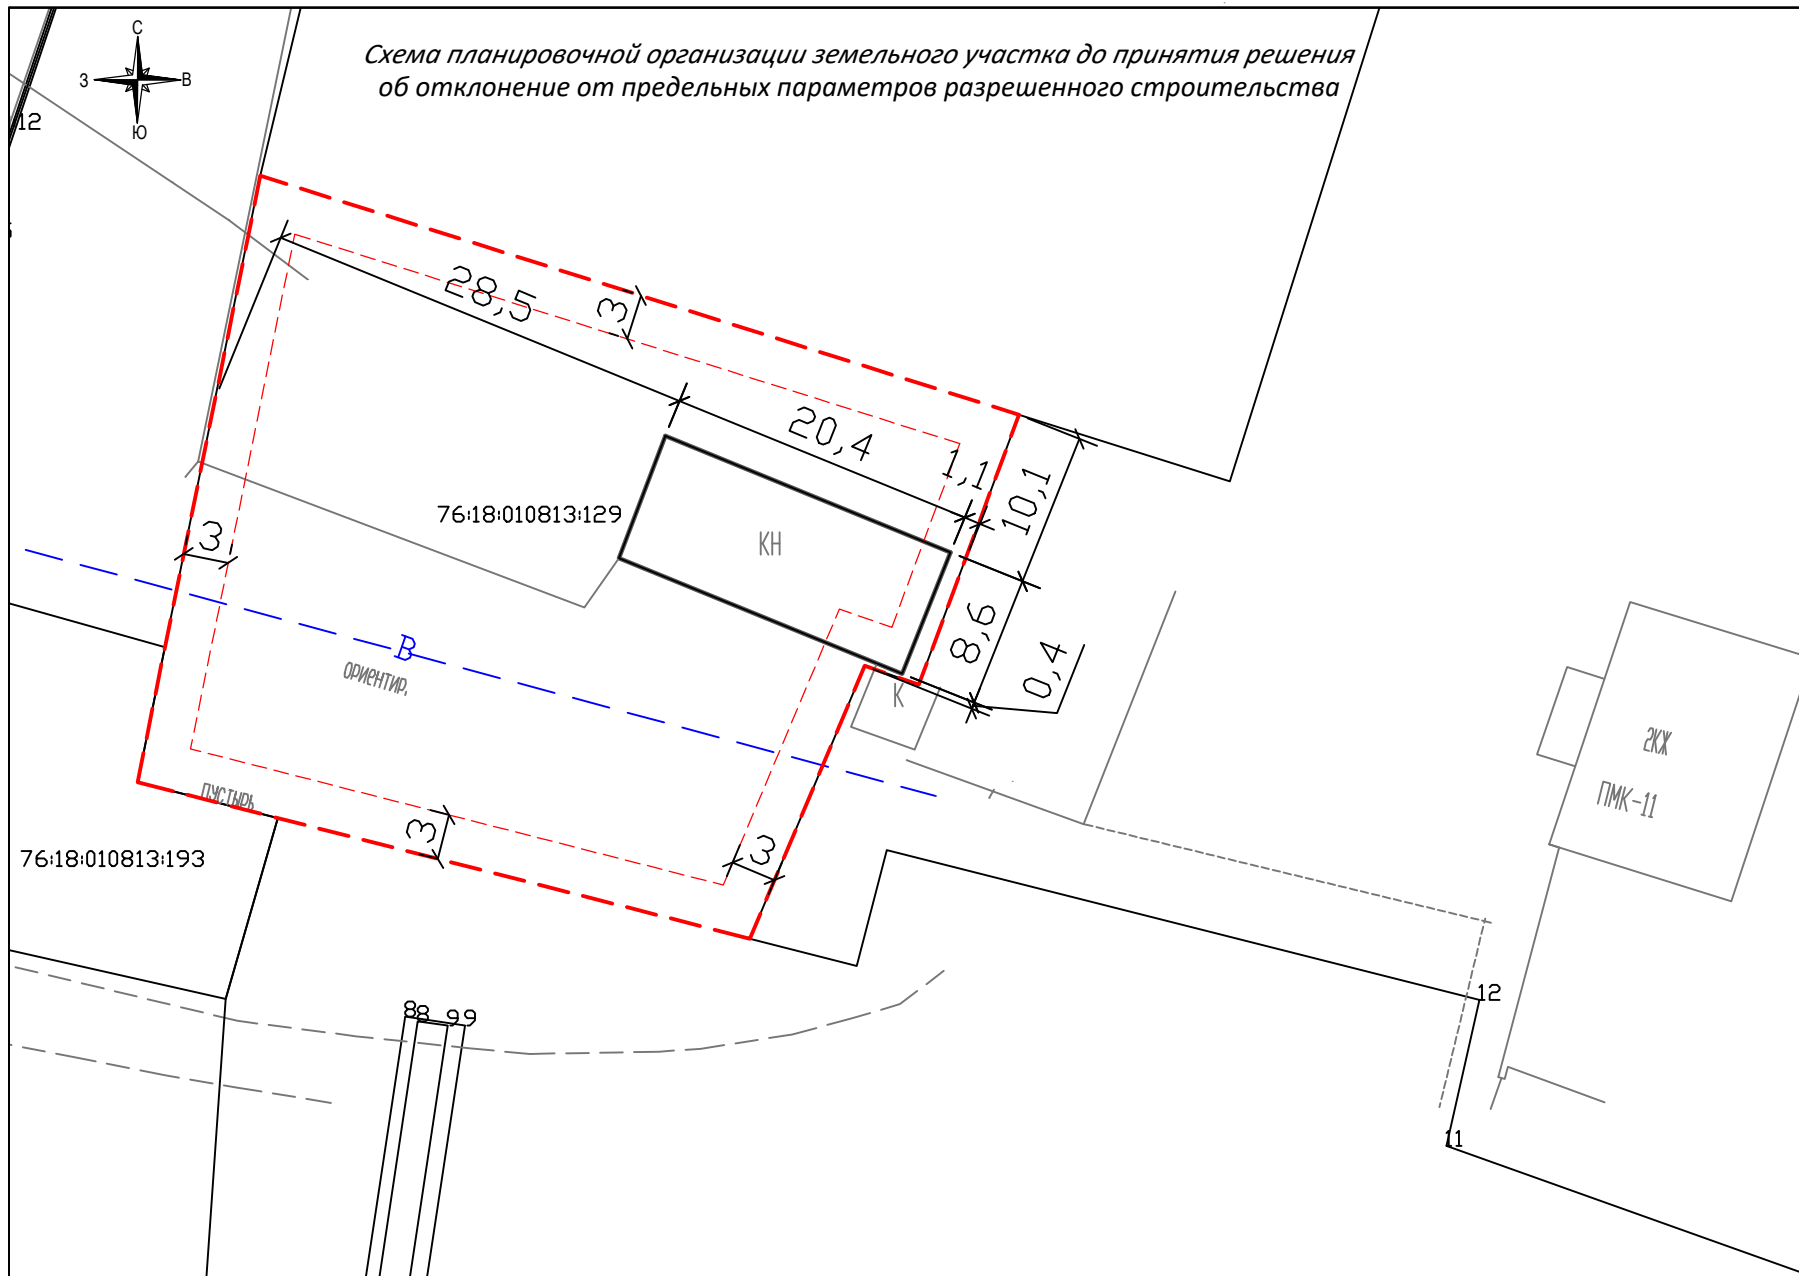 С
З
В
Ю
Схема планировочной организации земельного участка до принятия решения
об отклонение от предельных параметров разрешенного строительства
12
28,5
3
20,4
1,1
10,1
76:18:010813:129
КН
3
8,6
0,4
В
ОРИЕНТИР.
К
2КЖ
ПМК-11
ПУСТЫРЬ
3
3
76:18:010813:193
12
8
8
9
9
11